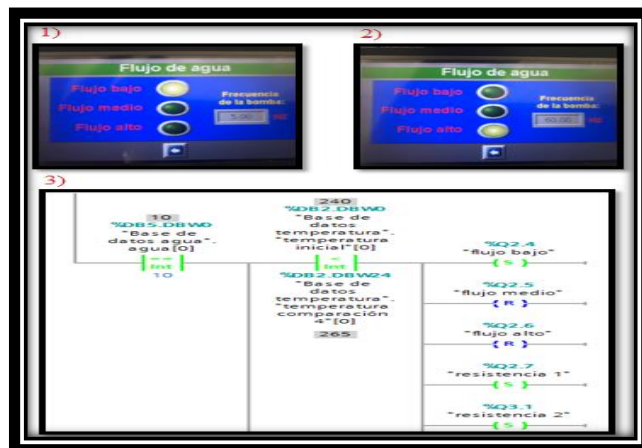 1)
Flujo de agua
Flujo bajo
Flujo medio
Flujo alto
Frecuencia
de la bomba:
5.00 Hz
2)
Flujo de agua
Flujo bajo
Flujo medio
Flujo alto
Frecuencia
de la bomba:
60.00 Hz
3)
10
%DB5.DBW0
"Base de
datos agua".
agua[0]
==
Int
10
240
%DB2.DBW0
"Base de
datos
temperatura".
"temperatura
inicial"[0]
<
Int
%DB2.DBW24
"Base de
datos
temperatura".
"temperatura
comparación
4"[0]
265
%Q2.4
"flujo bajo"
( S )
%Q2.5
"flujo medio"
( R )
%Q2.6
"flujo alto"
( R )
%Q2.7
"resistencia 1"
( S )
%Q3.1
"resistencia 2"
( S )